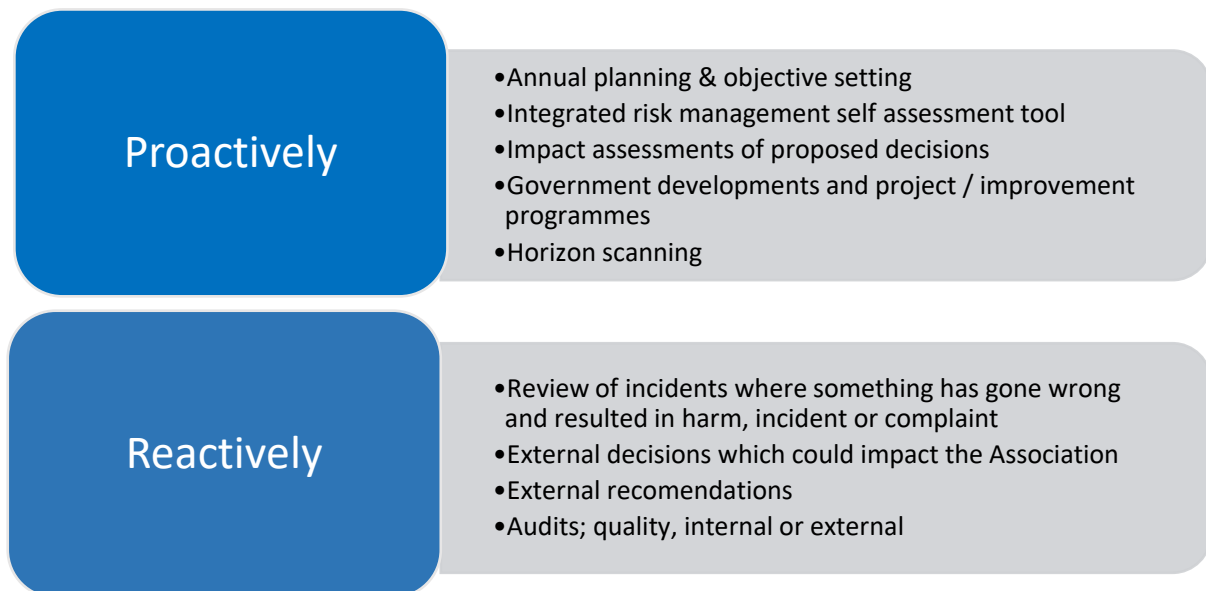 Proactively
•Annual planning & objective setting
•Integrated risk management self assessment tool
•Impact assessments of proposed decisions
•Government developments and project / improvement
programmes
•Horizon scanning
Reactively
•Review of incidents where something has gone wrong
and resulted in harm, incident or complaint
•External decisions which could impact the Association
•External recomendations
•Audits; quality, internal or external